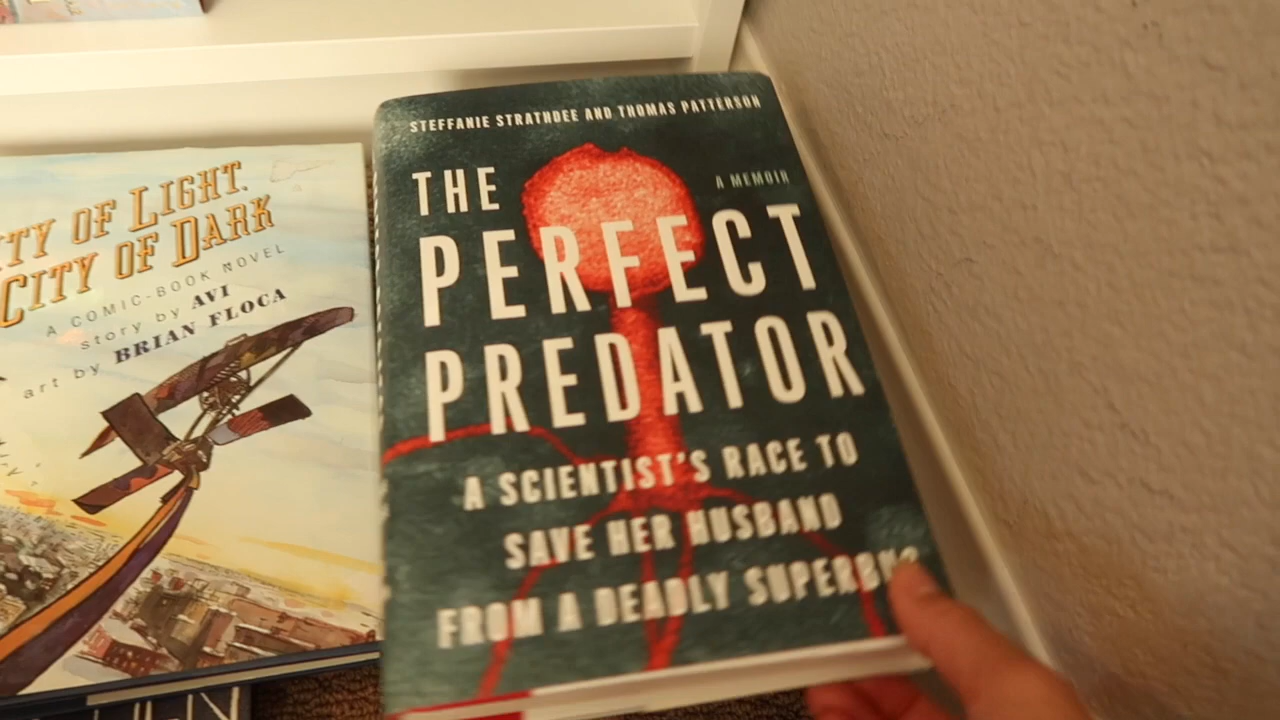 STEFFANIE STRATHDEE AND THOMAS PATTERSON
A MEMOIR
THE
PERFECT
PREDATOR
A SCIENTIST'S RACE TO
SAVE HER HUSBAND
FROM A DEADLY SUPERBUG
OF LIGHT,
CITY OF DARK
A COMIC-BOOK NOVEL
story by AVI
art by BRIAN FLOCA